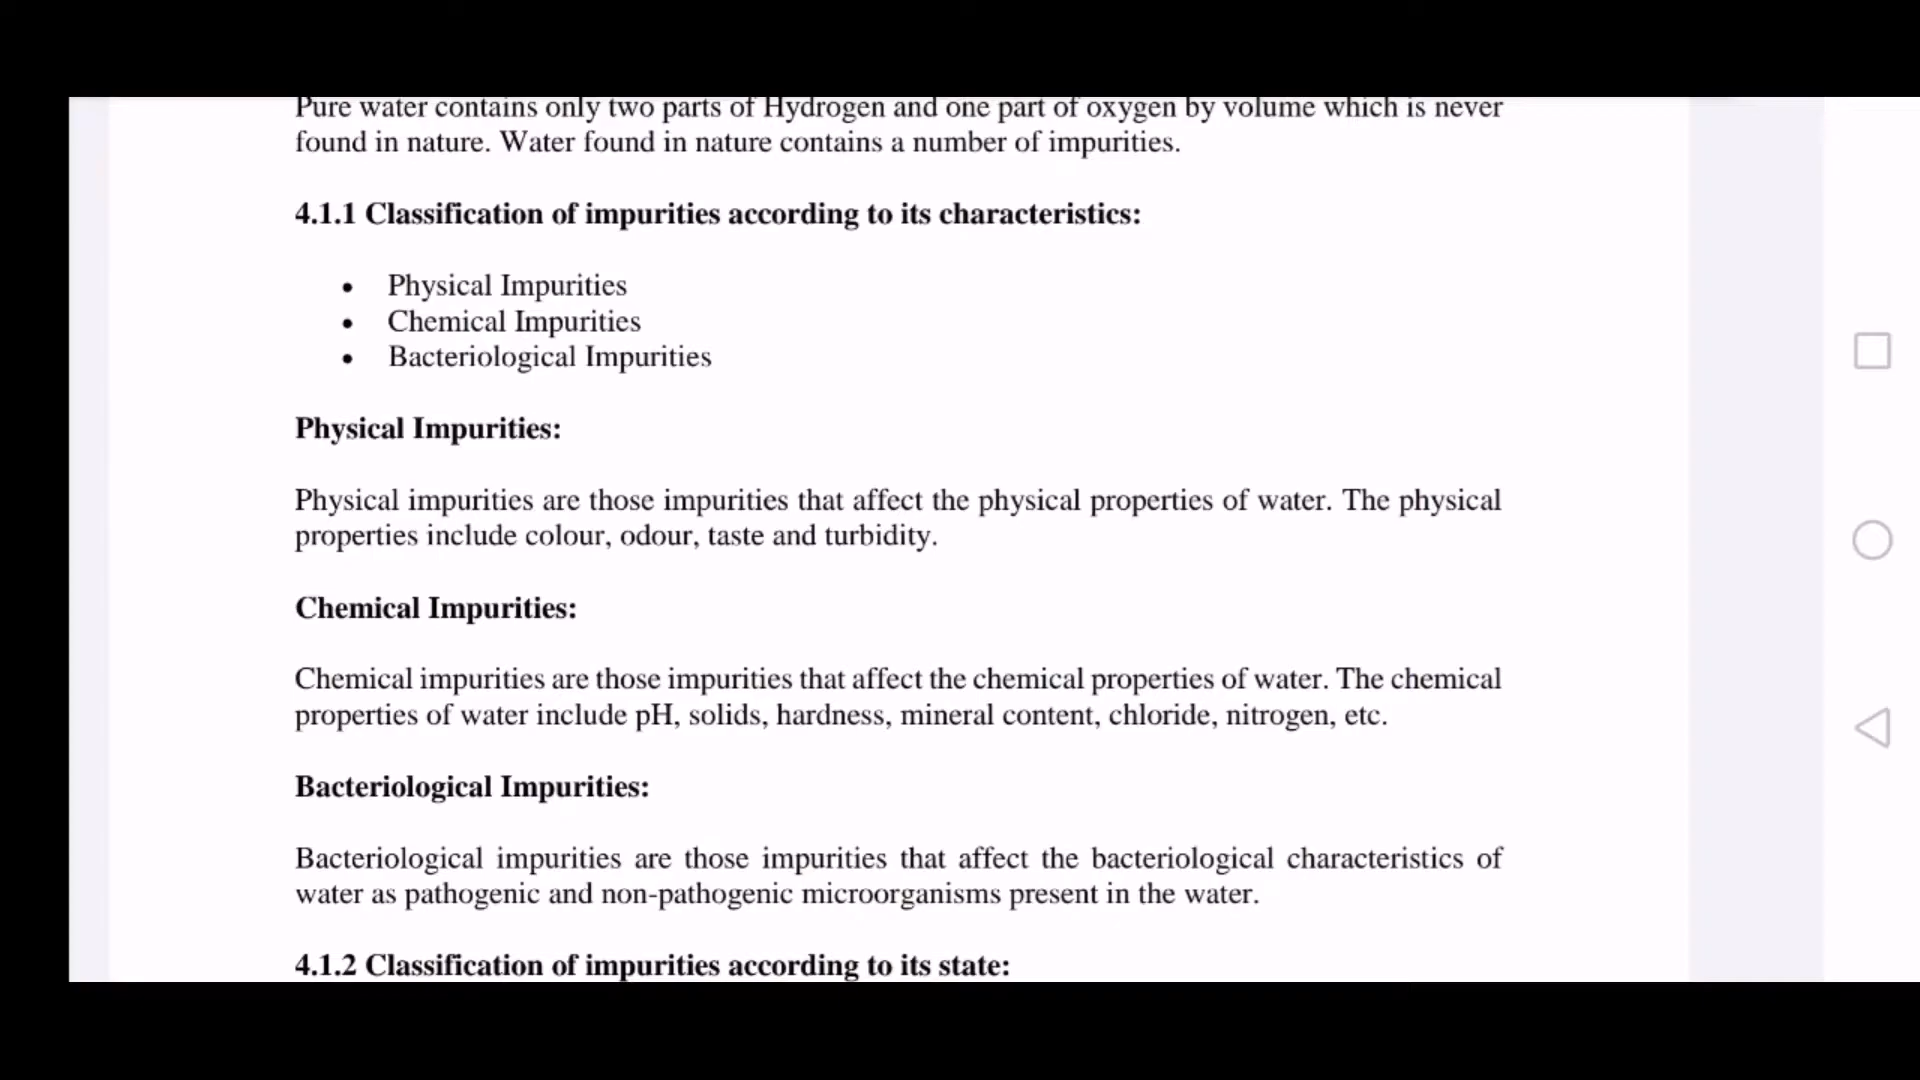 Pure water contains only two parts of Hydrogen and one part of oxygen by volume which is never
found in nature. Water found in nature contains a number of impurities.
4.1.1 Classification of impurities according to its characteristics:
• Physical Impurities
• Chemical Impurities
• Bacteriological Impurities
Physical Impurities:
Physical impurities are those impurities that affect the physical properties of water. The physical
properties include colour, odour, taste and turbidity.
Chemical Impurities:
Chemical impurities are those impurities that affect the chemical properties of water. The chemical
properties of water include pH, solids, hardness, mineral content, chloride, nitrogen, etc.
Bacteriological Impurities:
Bacteriological impurities are those impurities that affect the bacteriological characteristics of
water as pathogenic and non-pathogenic microorganisms present in the water.
4.1.2 Classification of impurities according to its state: